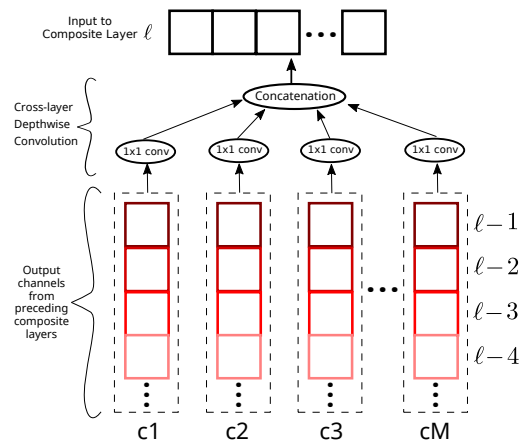 Input to
Composite Layer ℓ
Concatenation
Cross-layer
Depthwise
Convolution
1x1 conv 1x1 conv 1x1 conv 1x1 conv
ℓ−1
ℓ−2
ℓ−3
ℓ−4
Output
channels
from
preceding
composite
layers
c1 c2 c3 cM